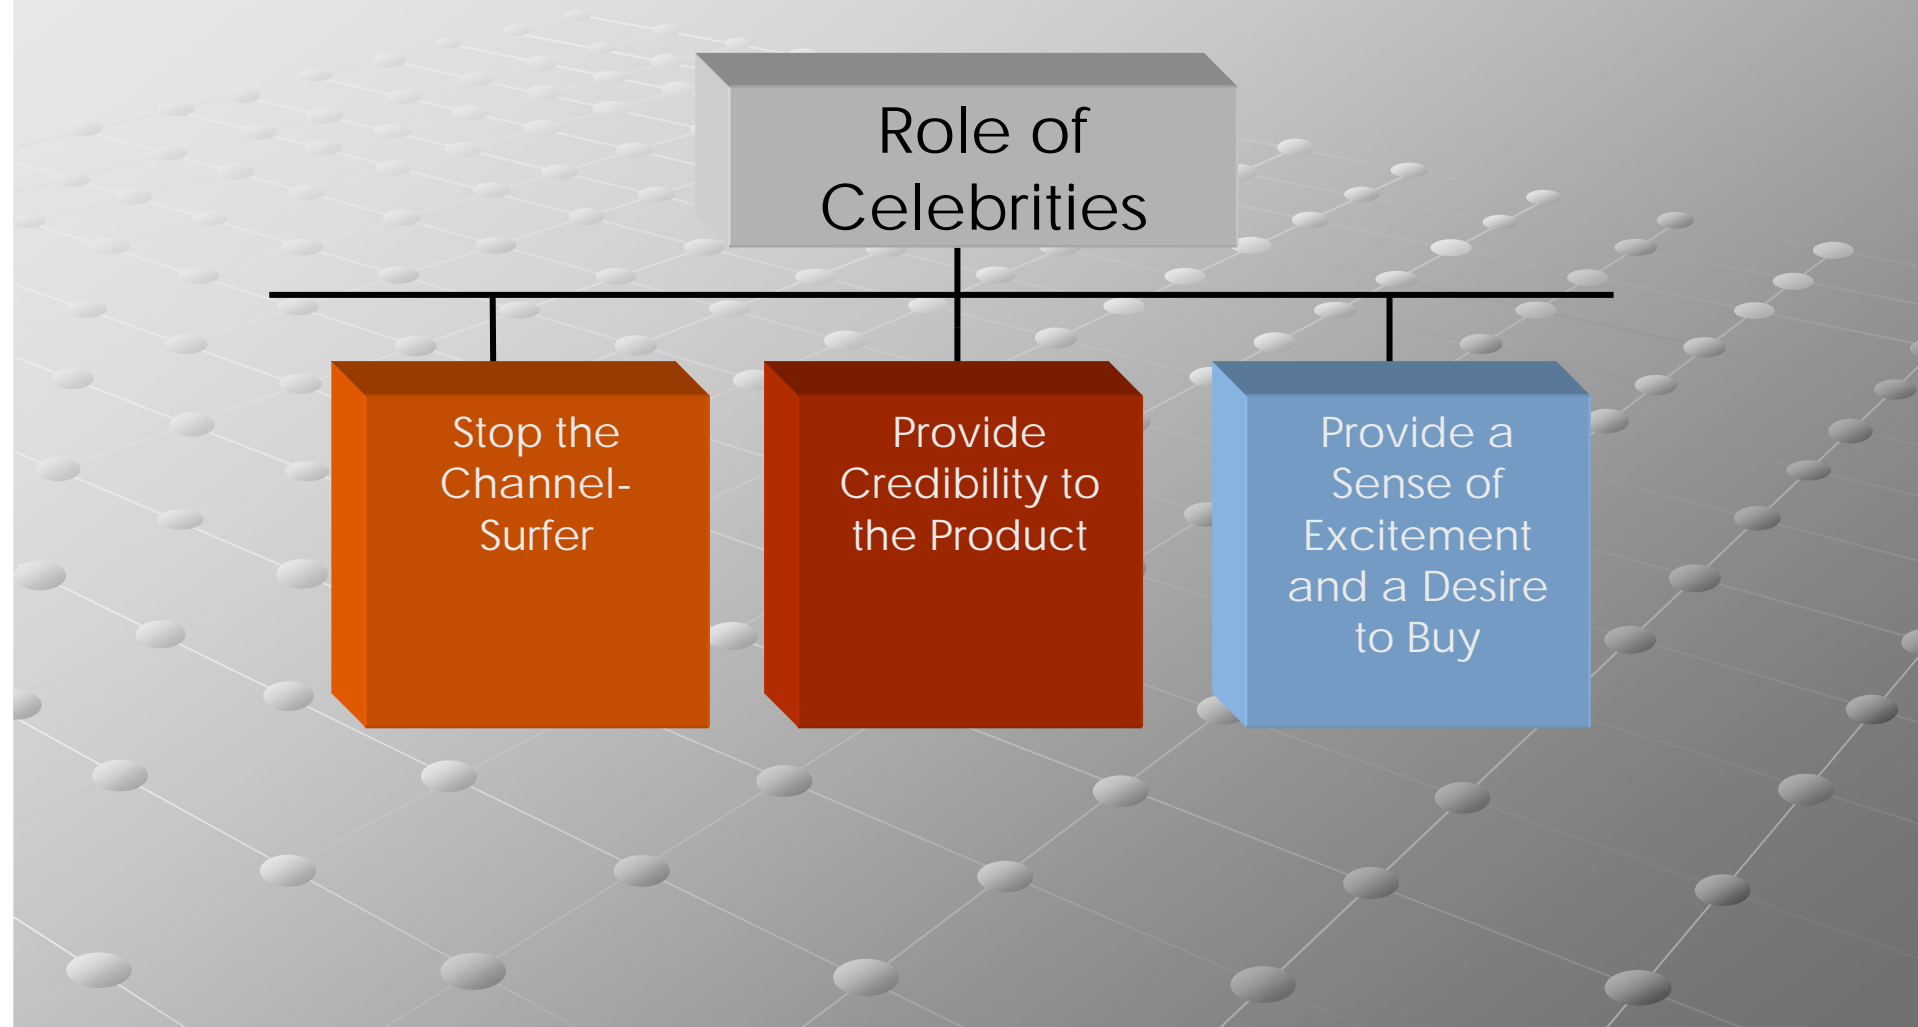 Role of
Celebrities
Stop the
Channel-
Surfer
Provide
Credibility to
the Product
Provide a
Sense of
Excitement
and a Desire
to Buy